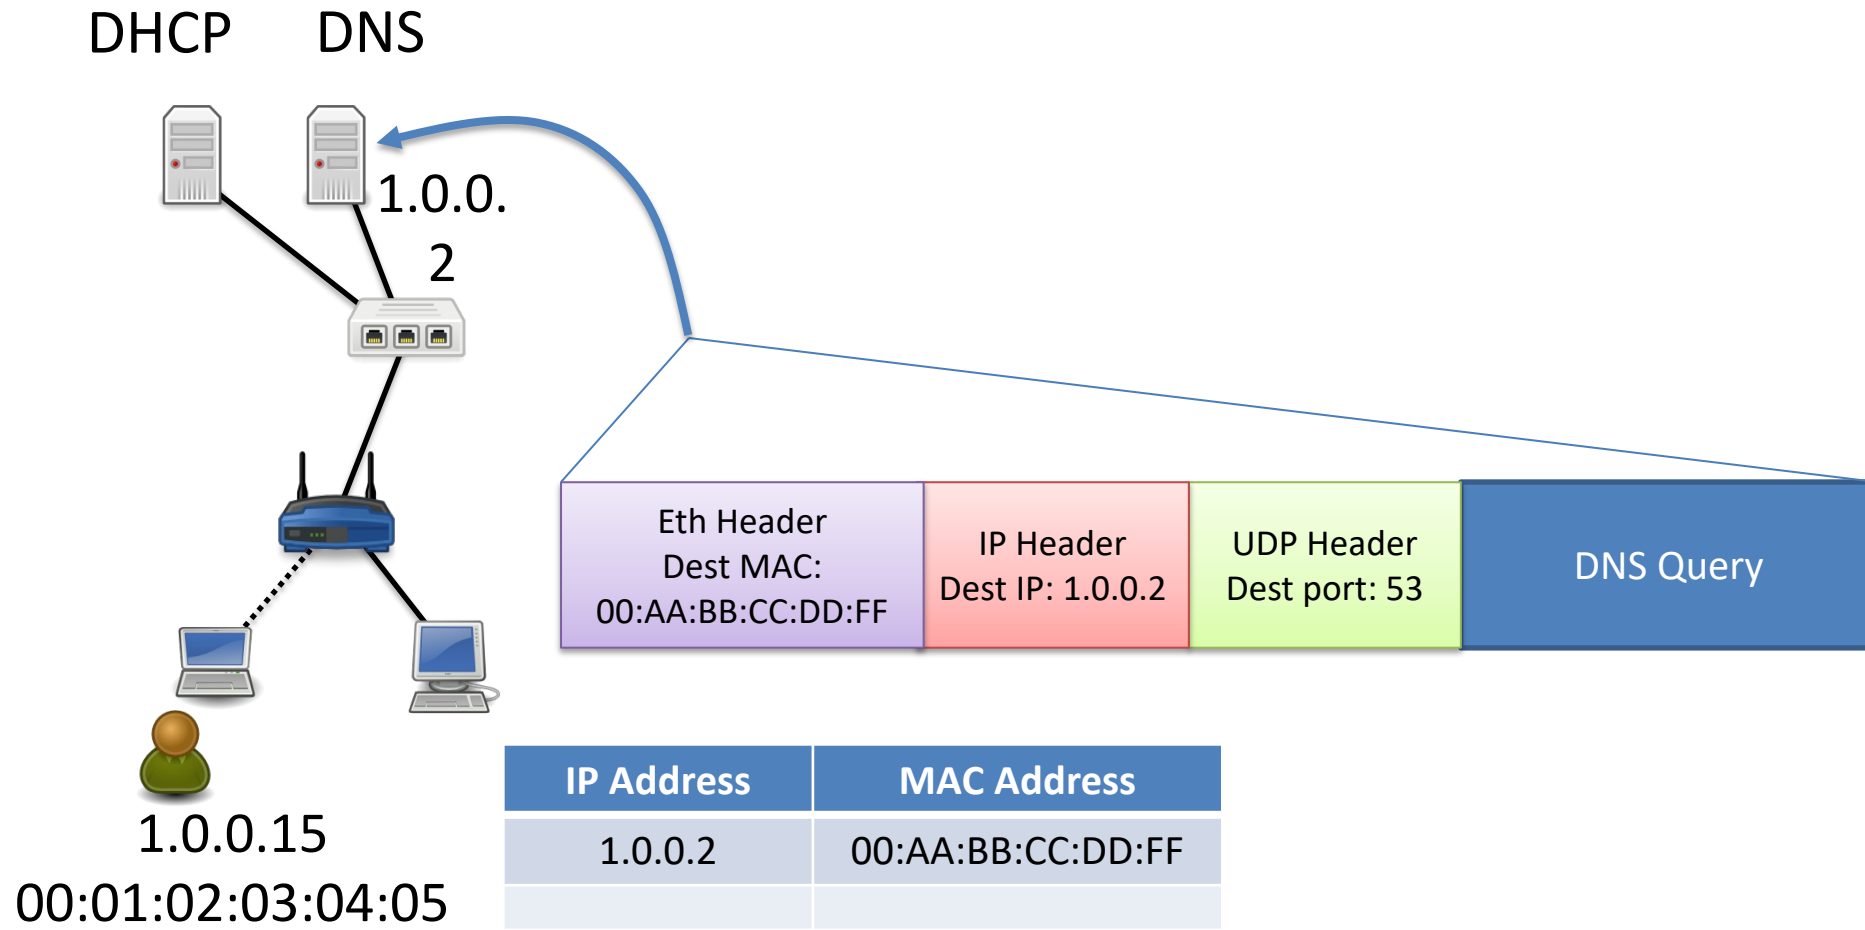 DHCP
DNS
1.0.0.
2
Eth Header
Dest MAC:
00:AA:BB:CC:DD:FF
IP Header
Dest IP: 1.0.0.2
UDP Header
Dest port: 53
DNS Query
1.0.0.15
00:01:02:03:04:05
IP Address
MAC Address
1.0.0.2
00:AA:BB:CC:DD:FF